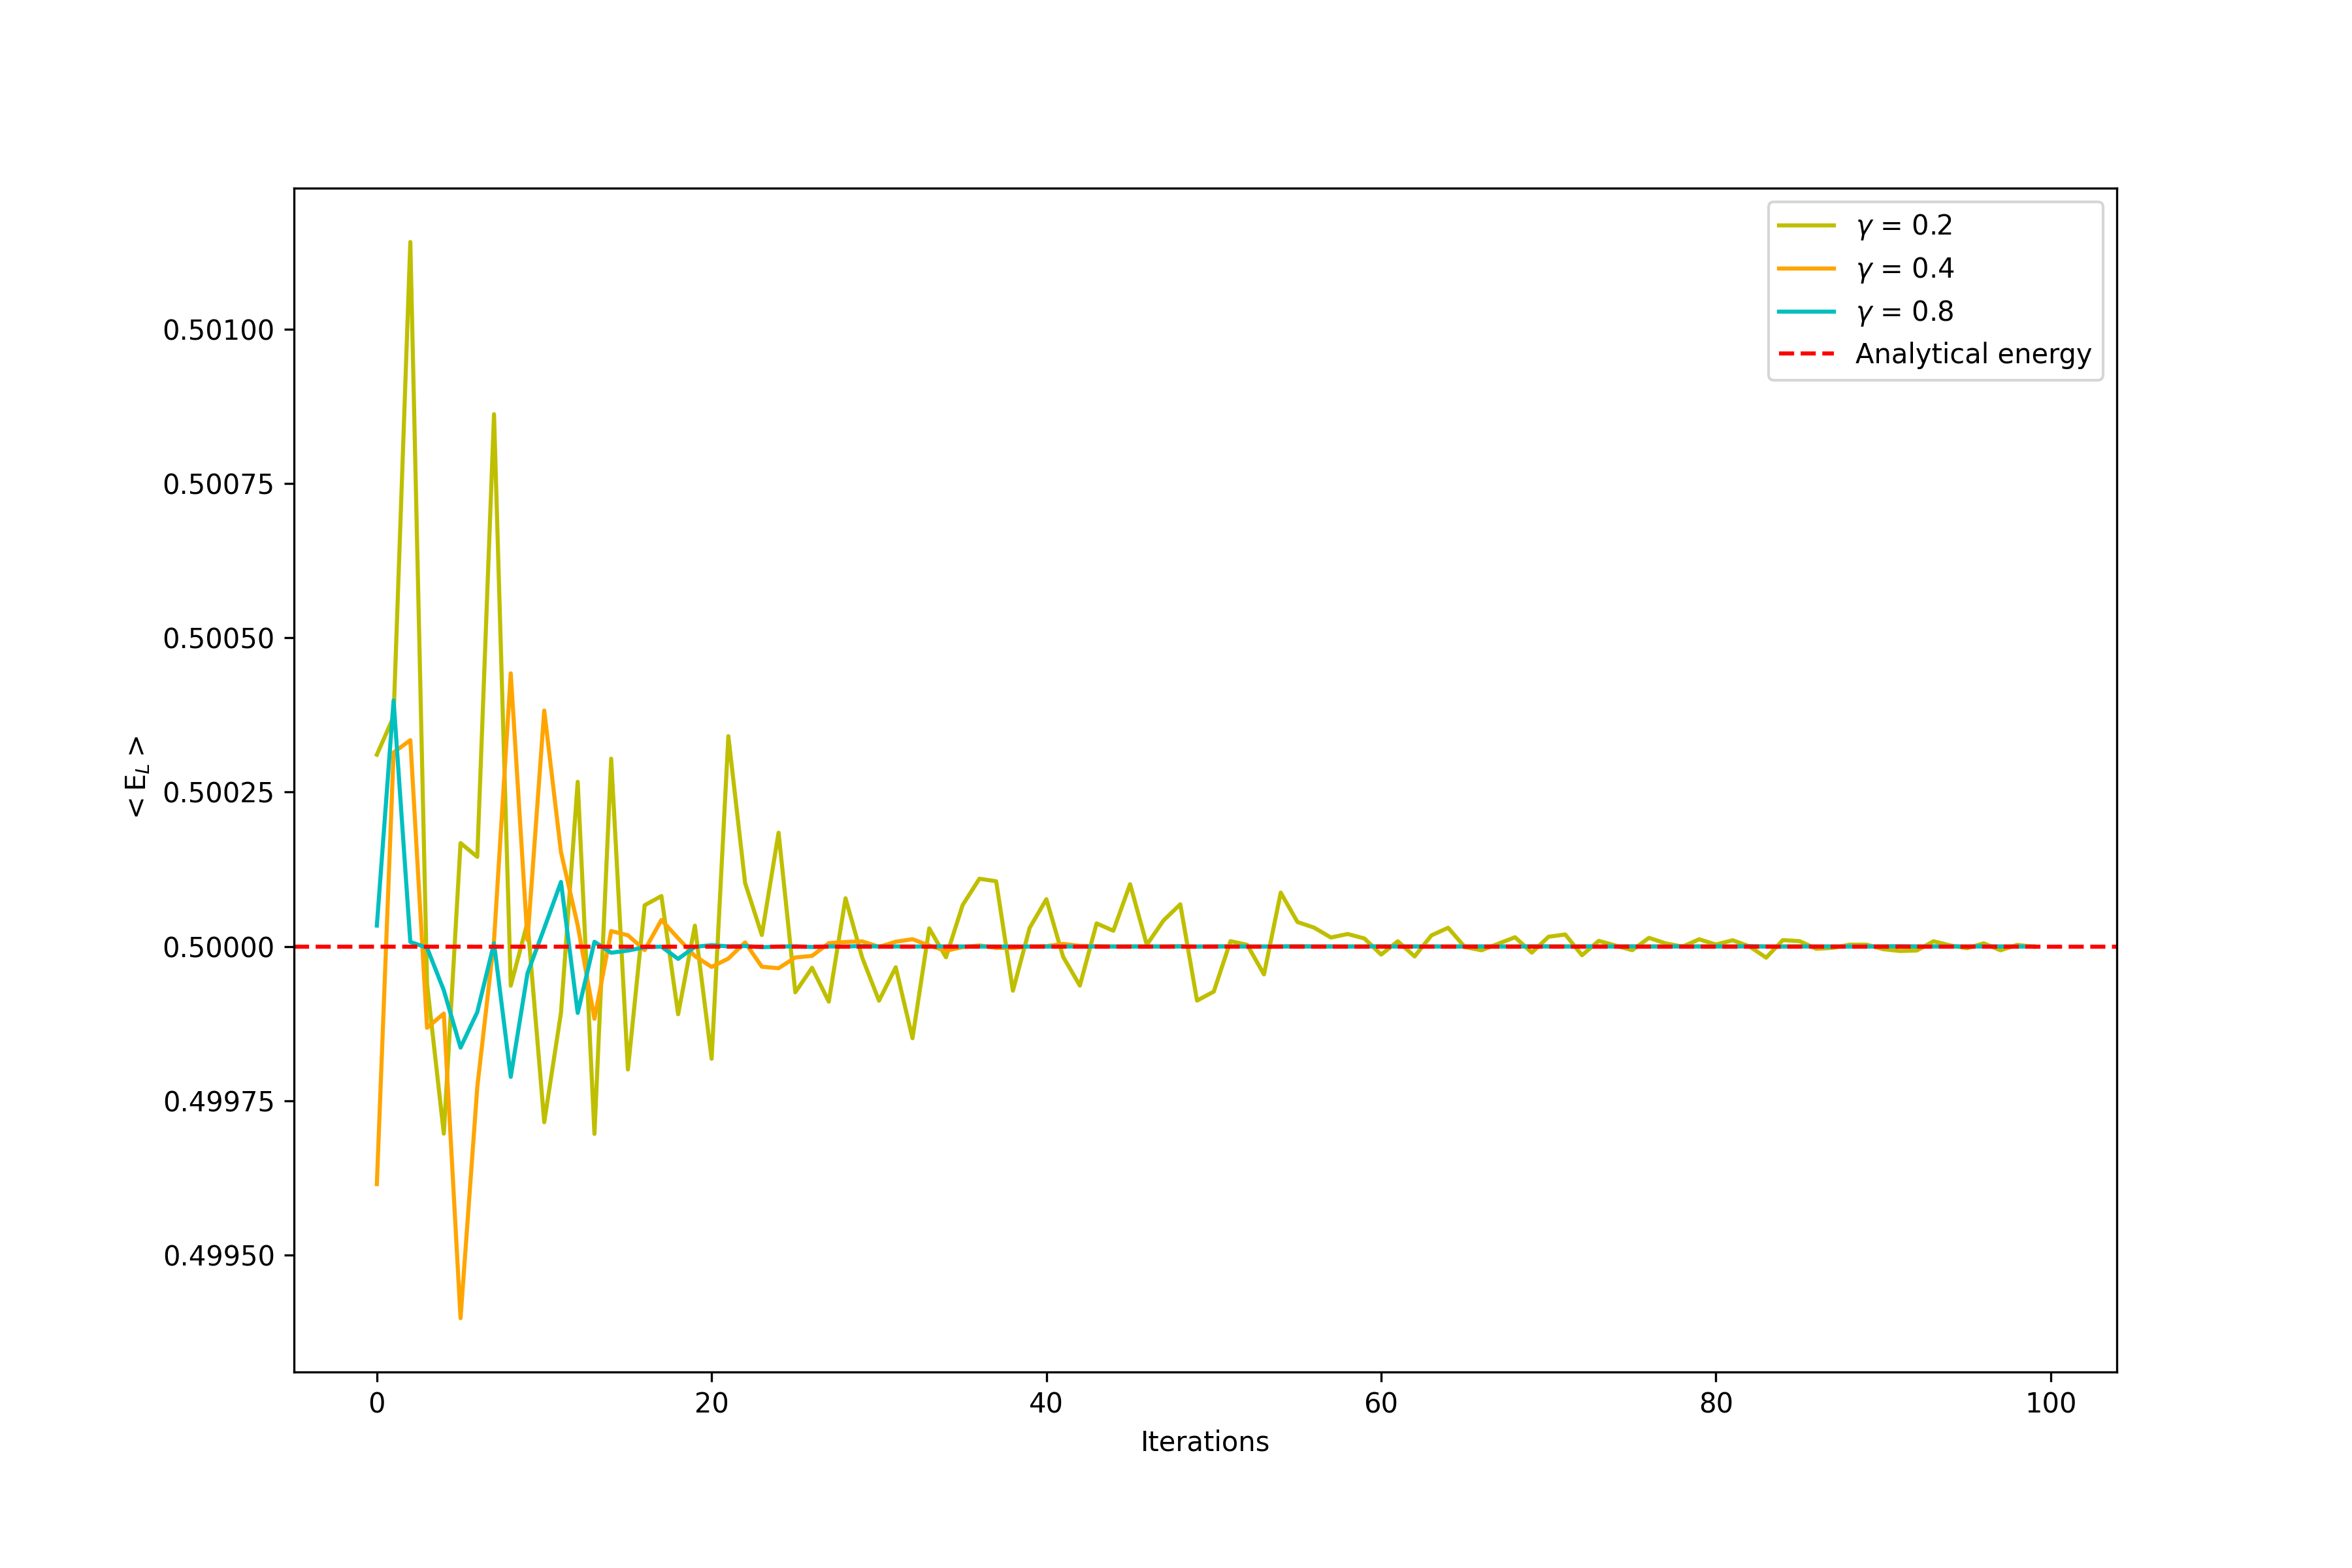 γ = 0.2
γ = 0.4
γ = 0.8
Analytical energy
0.50100
0.50075
0.50050
0.50025
0.50000
0.49975
0.49950
<E_L>
0 20 40 60 80 100
Iterations